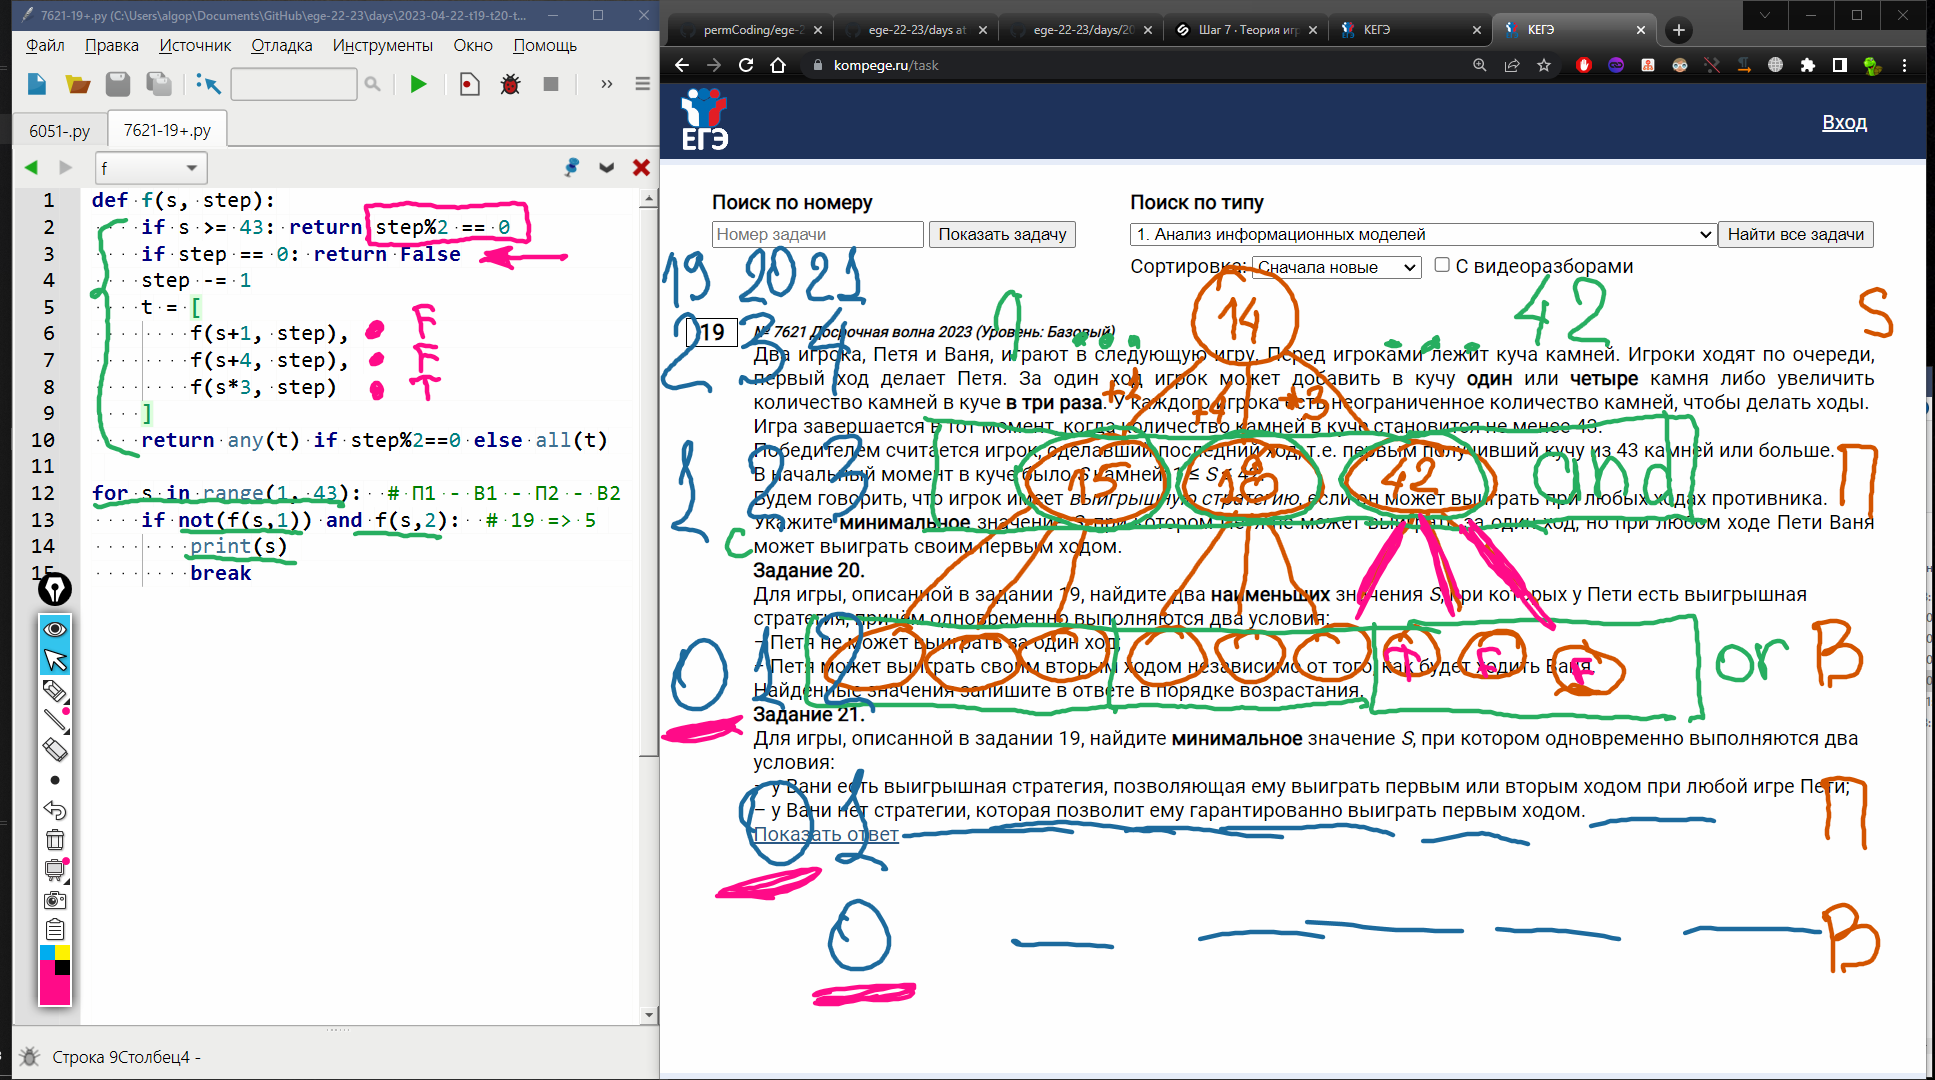 7621-19+.py (C:\Users\algop\Documents\GitHub\ege-22-23\days\2023-04-22-t19-t20-t...
Файл Правка Источник Отладка Инструменты Окно Помощь
6051-.py 7621-19+.py
f
1 def f(s, step):
2 if s >= 43: return step%2 == 0
3 if step == 0: return False
4 step -= 1
5 t = [
6 f(s+1, step), F
7 f(s+4, step), F
8 f(s*3, step) T
9 ]
10 return any(t) if step%2==0 else all(t)
11
12 for s in range(1, 43): # П1 - В1 - П2 - В2
13 if not(f(s,1)) and f(s,2): # 19 => 5
14 print(s)
15 break
Строка 9Столбец4 -
permCoding/ege-2
ege-22-23/days at
ege-22-23/days/20
Шаг 7 · Теория игр
КЕГЭ
КЕГЭ
kompege.ru/task
ЕГЭ
Вход
Поиск по номеру
Номер задачи Показать задачу
Поиск по типу
1. Анализ информационных моделей Найти все задачи
Сортировка: Сначала новые С видеоразборами
19 20 21
1 ... 14 ... 42 S
2 3 4
19 № 7621 Досрочная волна 2023 (Уровень: Базовый)
Два игрока, Петя и Ваня, играют в следующую игру. Перед игроками лежит куча камней. Игроки ходят по очереди,
первый ход делает Петя. За один ход игрок может добавить в кучу один или четыре камня либо увеличить
+1 +4 *3
количество камней в куче в три раза. У каждого игрока есть неограниченное количество камней, чтобы делать ходы.
Игра завершается в тот момент, когда количество камней в куче становится не менее 43.
Победителем считается игрок, сделавший последний ход, т.е. первым получивший кучу из 43 камней или больше.
1 2 3 15 18 42 and П
В начальный момент в куче было S камней, 1 ≤ S ≤ 42.
Будем говорить, что игрок имеет выигрышную стратегию, если он может выиграть при любых ходах противника.
Укажите минимальное значение S, при котором Петя не может выиграть за один ход, но при любом ходе Пети Ваня
с
может выиграть своим первым ходом.
Задание 20.
Для игры, описанной в задании 19, найдите два наименьших значения S, при которых у Пети есть выигрышная
стратегия, причём одновременно выполняются два условия:
– Петя не может выиграть за один ход;
0 1 2 T F F or В
– Петя может выиграть своим вторым ходом независимо от того, как будет ходить Ваня.
Найденные значения запишите в ответе в порядке возрастания.
Задание 21.
Для игры, описанной в задании 19, найдите минимальное значение S, при котором одновременно выполняются два
условия:
– у Вани есть выигрышная стратегия, позволяющая ему выиграть первым или вторым ходом при любой игре Пети;
0 1 П
– у Вани нет стратегии, которая позволит ему гарантированно выиграть первым ходом.
Показать ответ
0 В